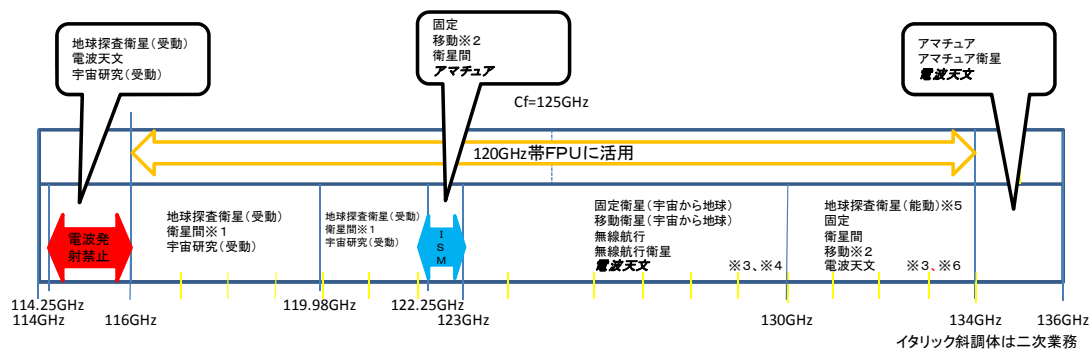 地球探査衛星(受動)
電波天文
宇宙研究(受動)
固定
移動※2
衛星間
アマチュア
アマチュア
アマチュア衛星
電波天文
Cf=125GHz
120GHz帯FPUに活用
電波発
射禁止
地球探査衛星(受動)
衛星間※1
宇宙研究(受動)
地球探査衛星(受動)
衛星間※1
宇宙研究(受動)
I
S
M
固定衛星(宇宙から地球)
移動衛星(宇宙から地球)
無線航行
無線航行衛星
電波天文 ※3、※4
地球探査衛星(能動)※5
固定
衛星間
移動※2
電波天文 ※3、※6
114.25GHz 119.98GHz 122.25GHz
114GHz 116GHz 123GHz 130GHz 134GHz 136GHz
イタリック斜調体は二次業務